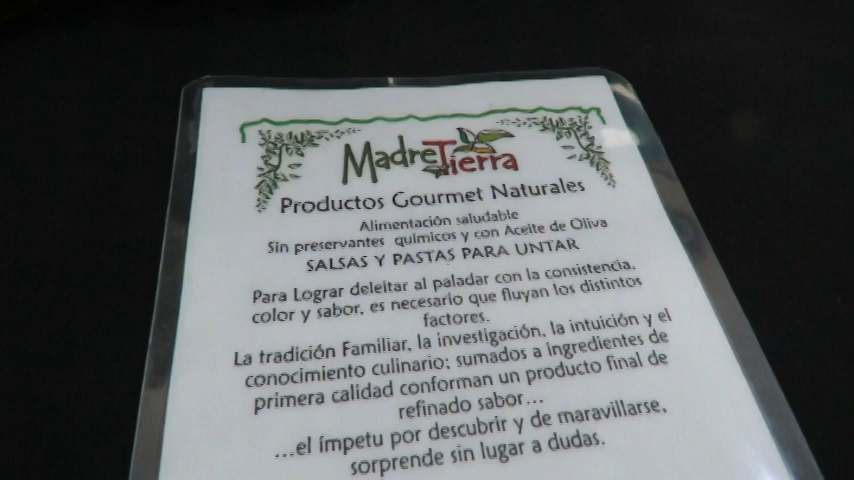 MadreTierra
Productos Gourmet Naturales
Alimentación saludable
Sin preservantes químicos y con Aceite de Oliva
SALSAS Y PASTAS PARA UNTAR
Para Lograr deleitar al paladar con la consistencia,
color y sabor, es necesario que fluyan los distintos
factores.
La tradición Familiar, la investigación, la intuición y el
conocimiento culinario; sumados a ingredientes de
primera calidad conforman un producto final de
refinado sabor...
...el ímpetu por descubrir y de maravillarse,
sorprende sin lugar a dudas.